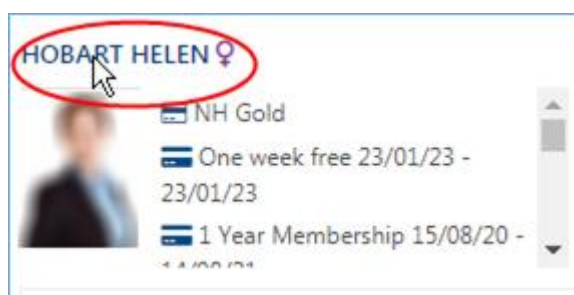 HOBART HELEN
NH Gold
One week free 23/01/23 -
23/01/23
1 Year Membership 15/08/20 -